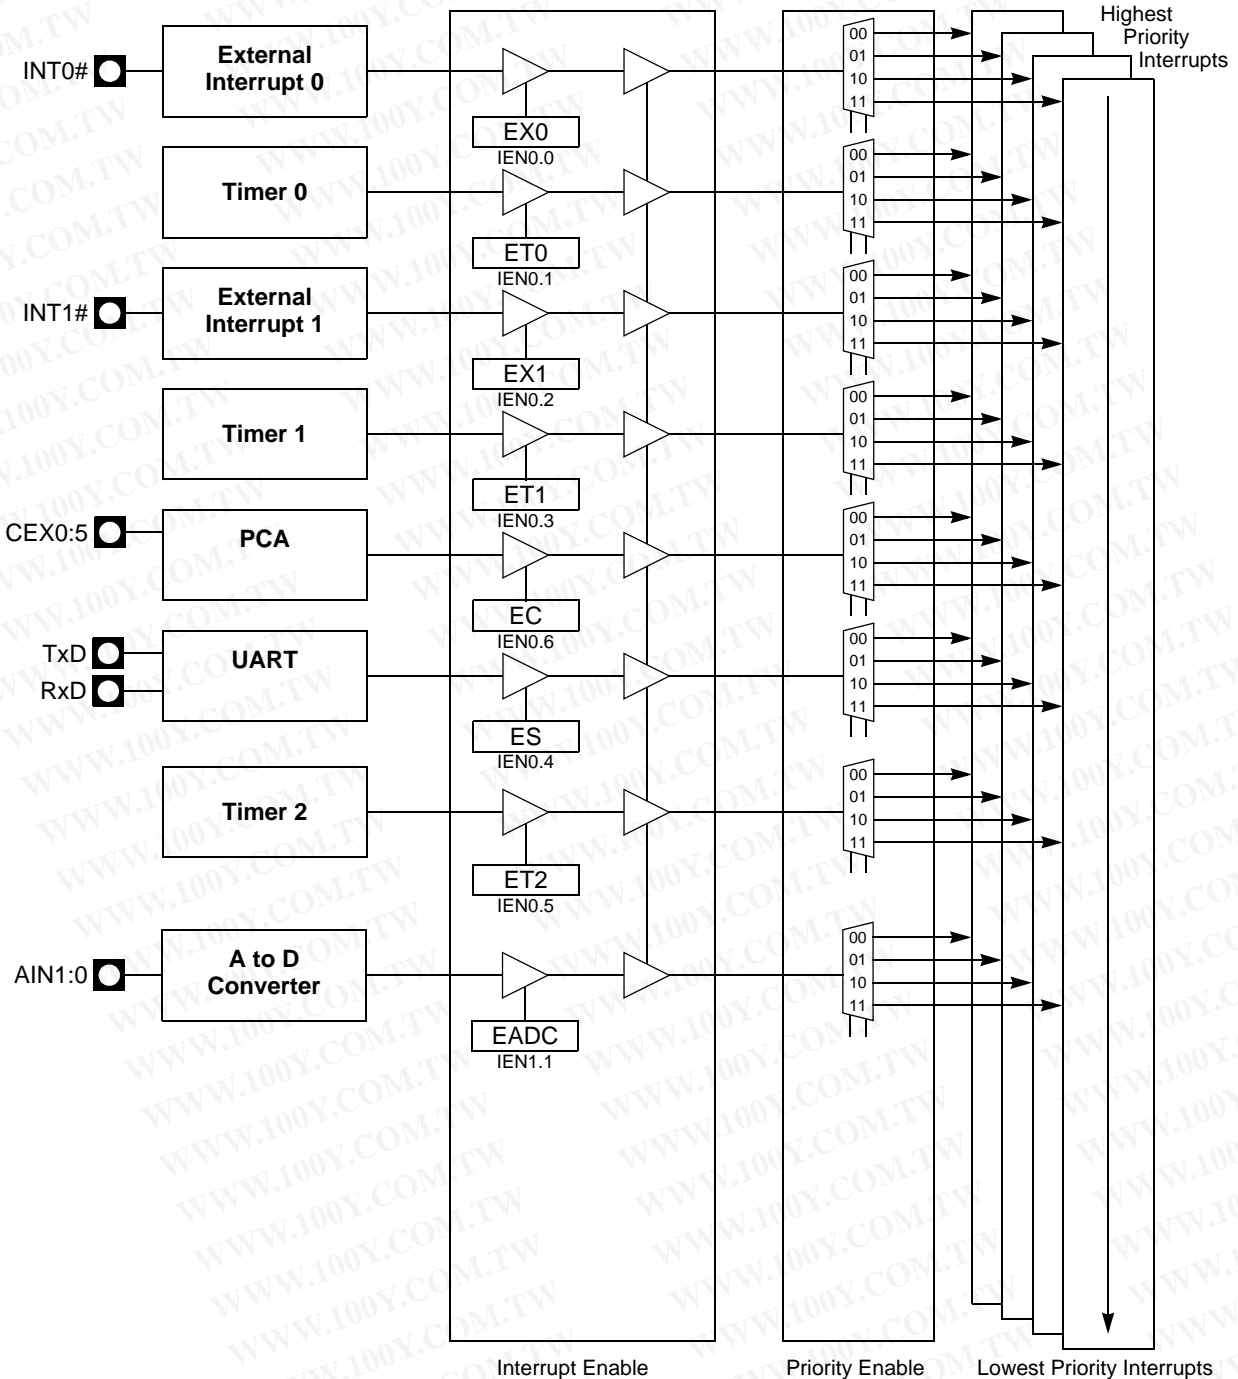 Highest
Priority
Interrupts
INT0#
External
Interrupt 0
EX0
IEN0.0
00
01
10
11
Timer 0
ET0
IEN0.1
00
01
10
11
INT1#
External
Interrupt 1
EX1
IEN0.2
00
01
10
11
Timer 1
ET1
IEN0.3
00
01
10
11
CEX0:5
PCA
EC
IEN0.6
00
01
10
11
TxD
RxD
UART
ES
IEN0.4
00
01
10
11
Timer 2
ET2
IEN0.5
00
01
10
11
AIN1:0
A to D
Converter
EADC
IEN1.1
00
01
10
11
Interrupt Enable
Priority Enable
Lowest Priority Interrupts
WWW.100Y.COM.TW